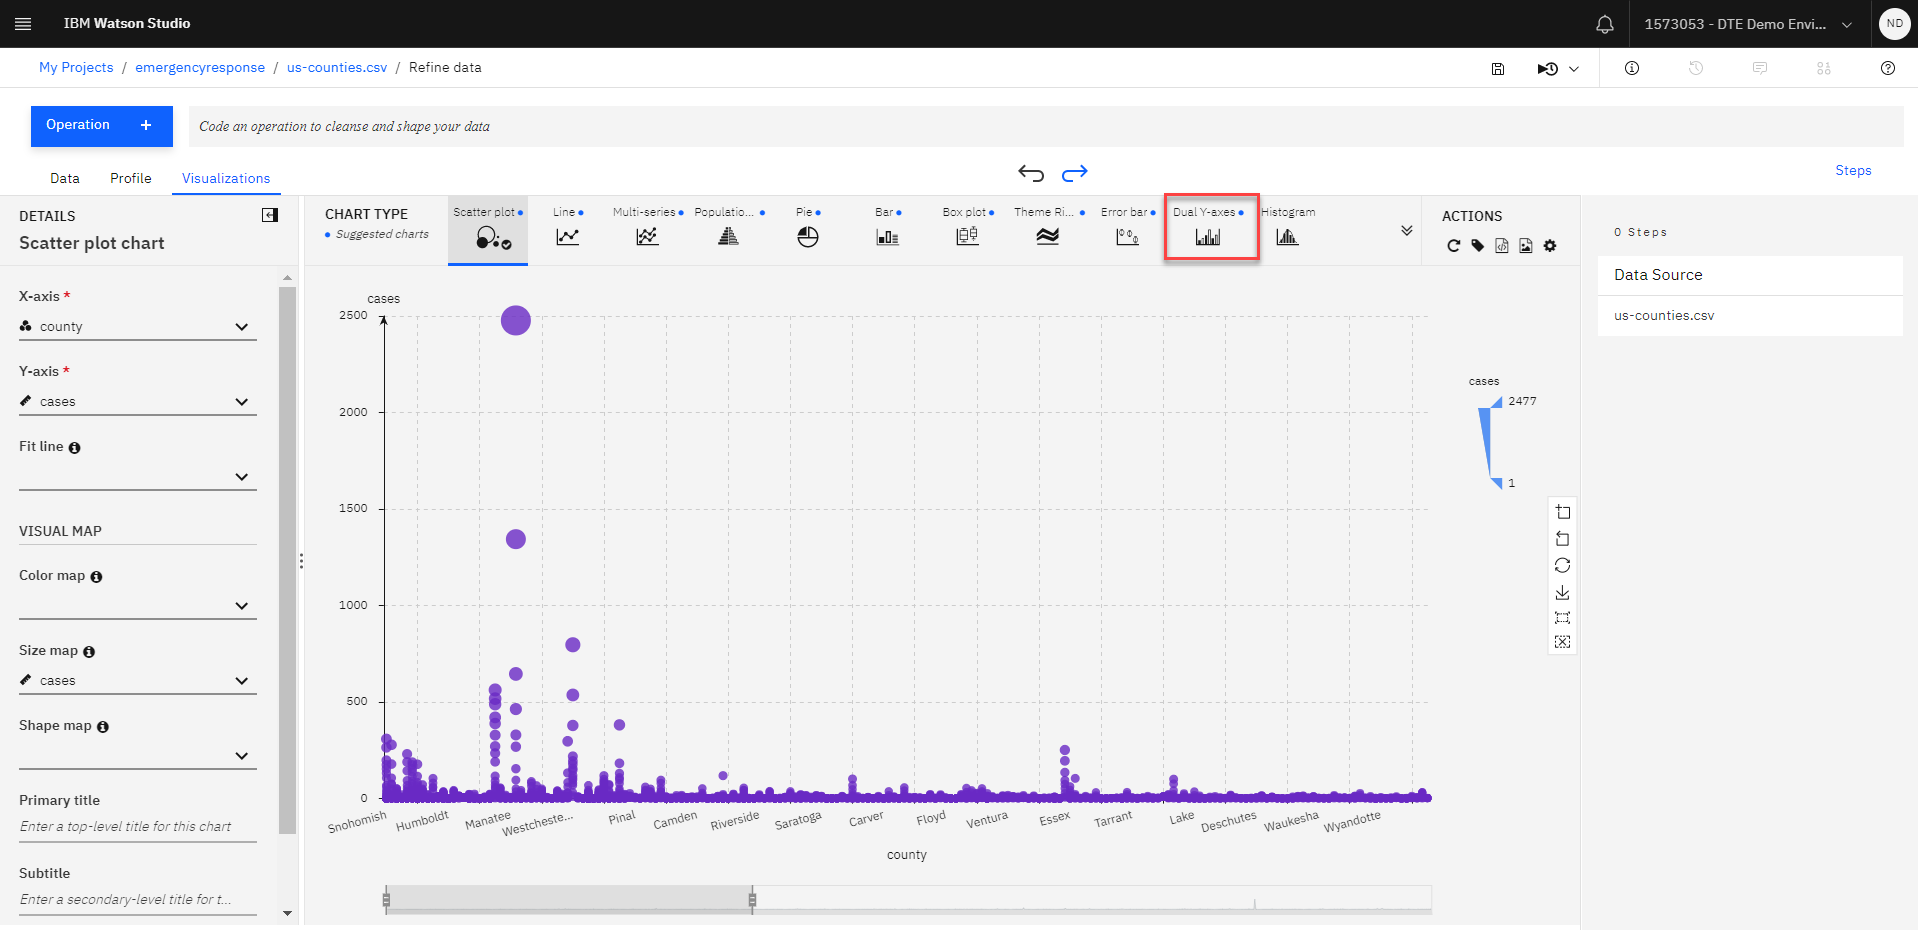 IBM Watson Studio
1573053 - DTE Demo Envi...
ND
My Projects / emergencyresponse / us-counties.csv / Refine data
Operation +
Code an operation to cleanse and shape your data
Data
Profile
Visualizations
Steps
DETAILS
Scatter plot chart
X-axis *
county
Y-axis *
cases
Fit line
VISUAL MAP
Color map
Size map
cases
Shape map
Primary title
Enter a top-level title for this chart
Subtitle
Enter a secondary-level title for t...
CHART TYPE
Suggested charts
Scatter plot
Line
Multi-series
Populatio...
Pie
Bar
Box plot
Theme Ri...
Error bar
Dual Y-axes
Histogram
ACTIONS
cases
2500
2000
1500
1000
500
0
Snohomish
Humboldt
Manatee
Westcheste...
Pinal
Camden
Riverside
Saratoga
Carver
Floyd
Ventura
Essex
Tarrant
Lake
Deschutes
Waukesha
Wyandotte
county
cases
2477
1
0 Steps
Data Source
us-counties.csv